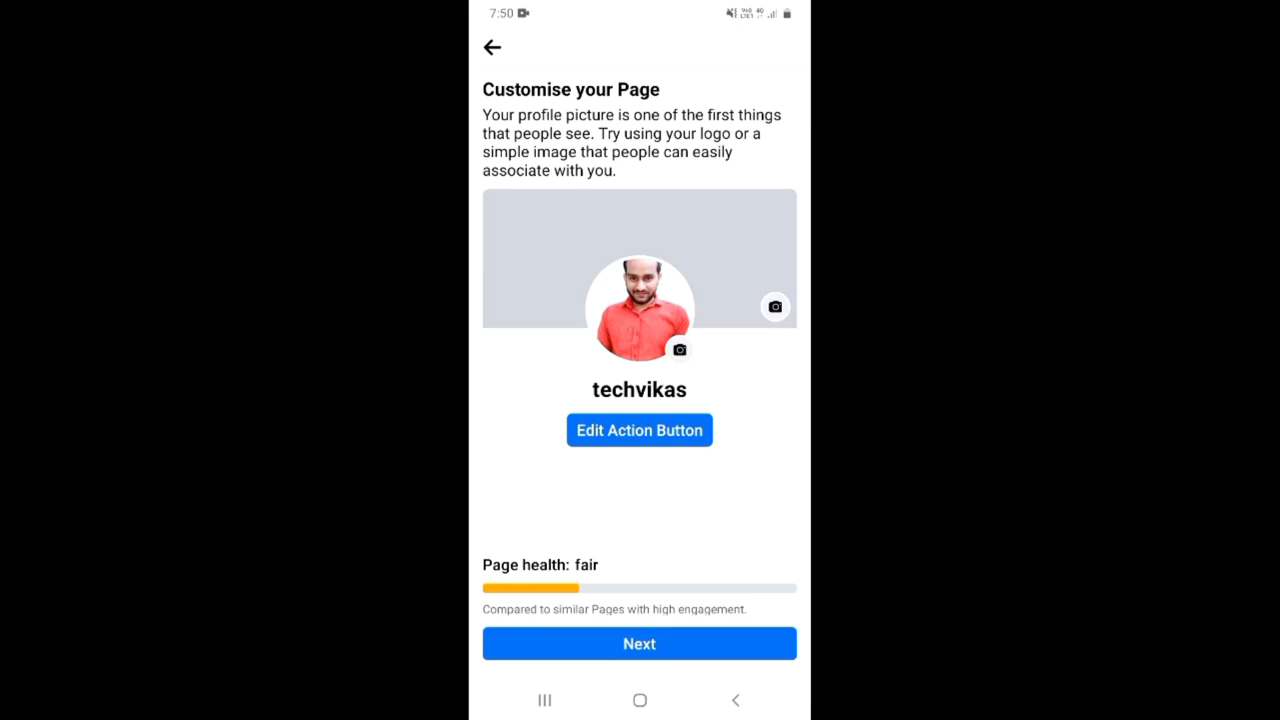 7:50
Customise your Page
Your profile picture is one of the first things
that people see. Try using your logo or a
simple image that people can easily
associate with you.
techvikas
Edit Action Button
Page health: fair
Compared to similar Pages with high engagement.
Next